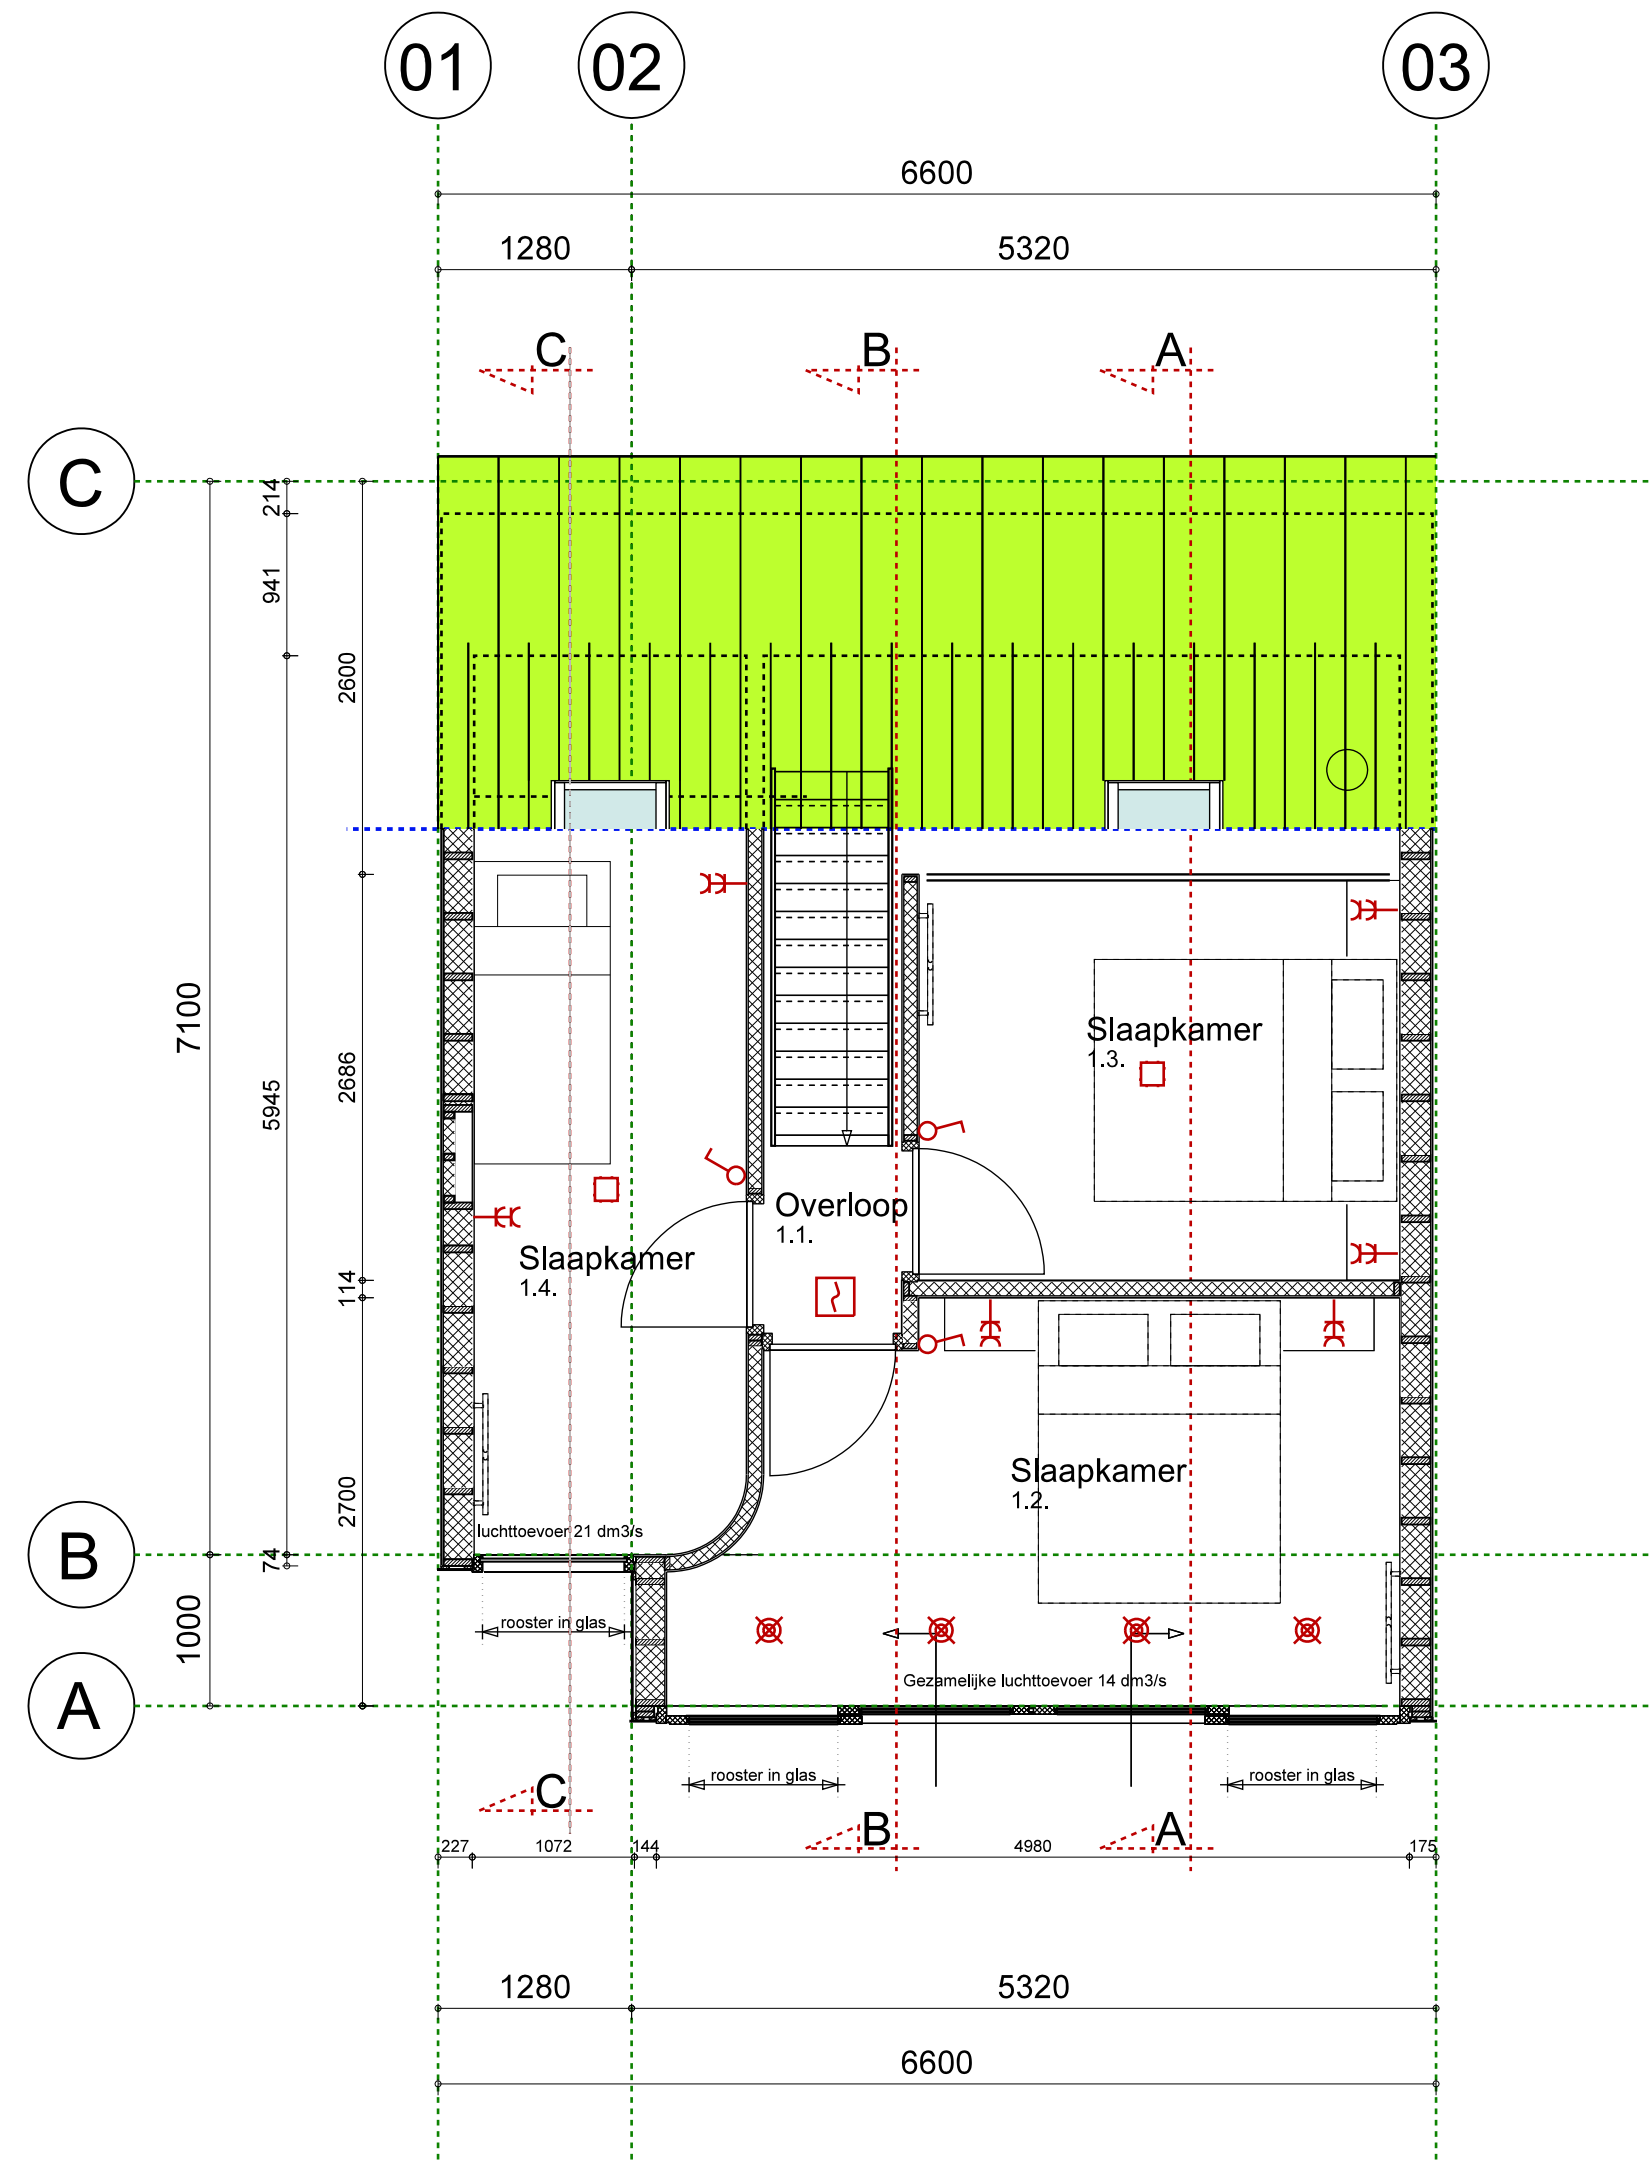 01
02
03
6600
1280
5320
C
B
A
C
214
941
2600
7100
5945
2686
Slaapkamer
1.3.
Overloop
1.1.
Slaapkamer
1.4.
114
Slaapkamer
1.2.
2700
luchttoevoer 21 dm3/s
B
74
1000
rooster in glas
Gezamelijke luchttoevoer 14 dm3/s
A
rooster in glas
rooster in glas
C
B
A
227
1072
144
4980
175
1280
5320
6600